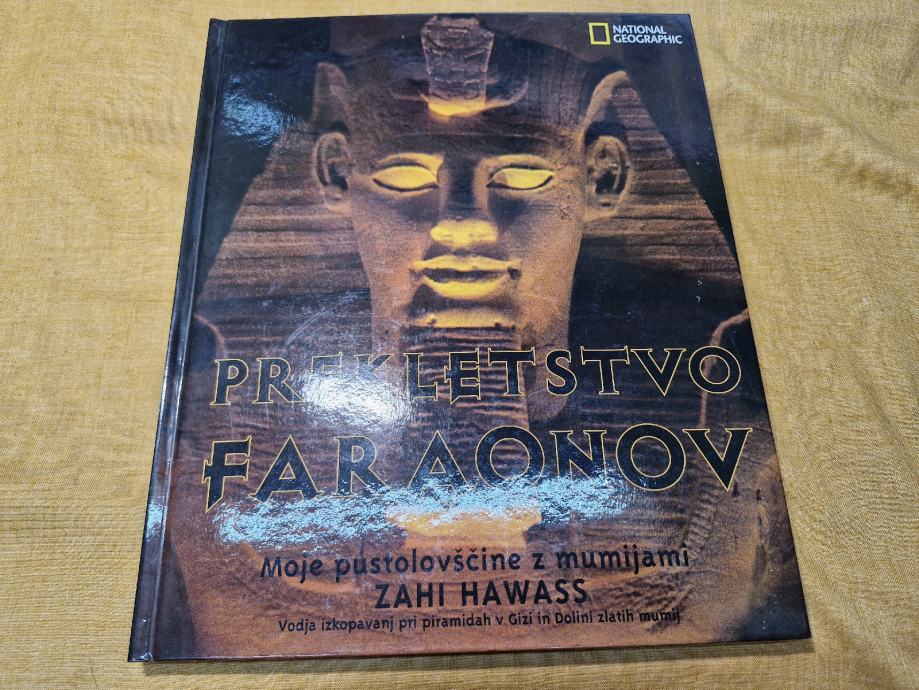 NATIONAL
GEOGRAPHIC
PREKLETSTVO
FARAONOV
Moje pustolovščine z mumijami
ZAHI HAWASS
Vodja izkopavanj pri piramidah v Gizi in Dolini zlatih mumij